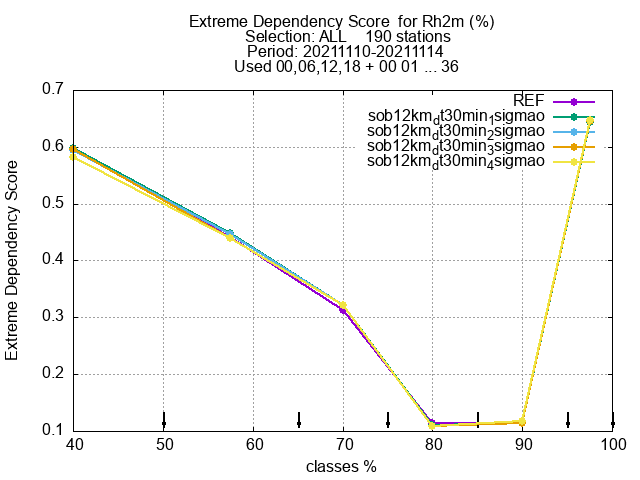 Extreme Dependency Score  for Rh2m (%)
Selection: ALL    190 stations
Period: 20211110-20211114
Used 00,06,12,18 + 00 01 ... 36
REF
sob12km_dt30min_1sigmao
sob12km_dt30min_2sigmao
sob12km_dt30min_3sigmao
sob12km_dt30min_4sigmao
Extreme Dependency Score
0.7
0.6
0.5
0.4
0.3
0.2
0.1
40 50 60 70 80 90 100
classes %